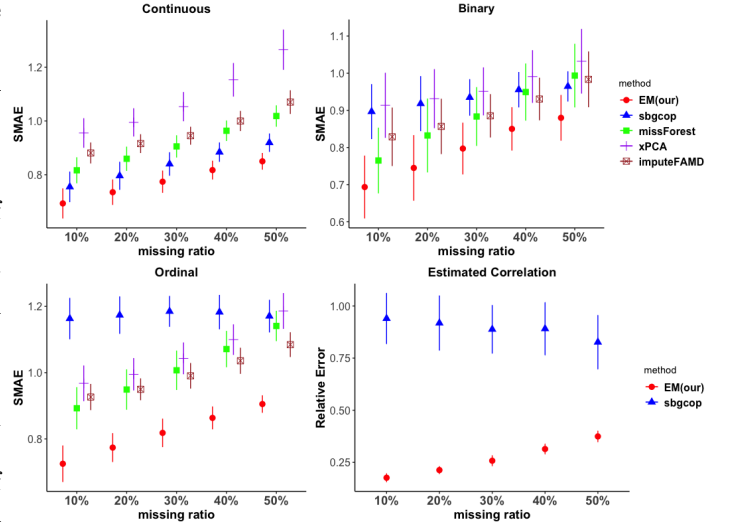 Continuous
SMAE
1.2
1.0
0.8
10% 20% 30% 40% 50%
missing ratio
Binary
SMAE
1.1
1.0
0.9
0.8
0.7
0.6
10% 20% 30% 40% 50%
missing ratio
method
EM(our)
sbgcop
missForest
xPCA
imputeFAMD
Ordinal
SMAE
1.2
1.0
0.8
10% 20% 30% 40% 50%
missing ratio
Estimated Correlation
Relative Error
1.00
0.75
0.50
0.25
10% 20% 30% 40% 50%
missing ratio
method
EM(our)
sbgcop